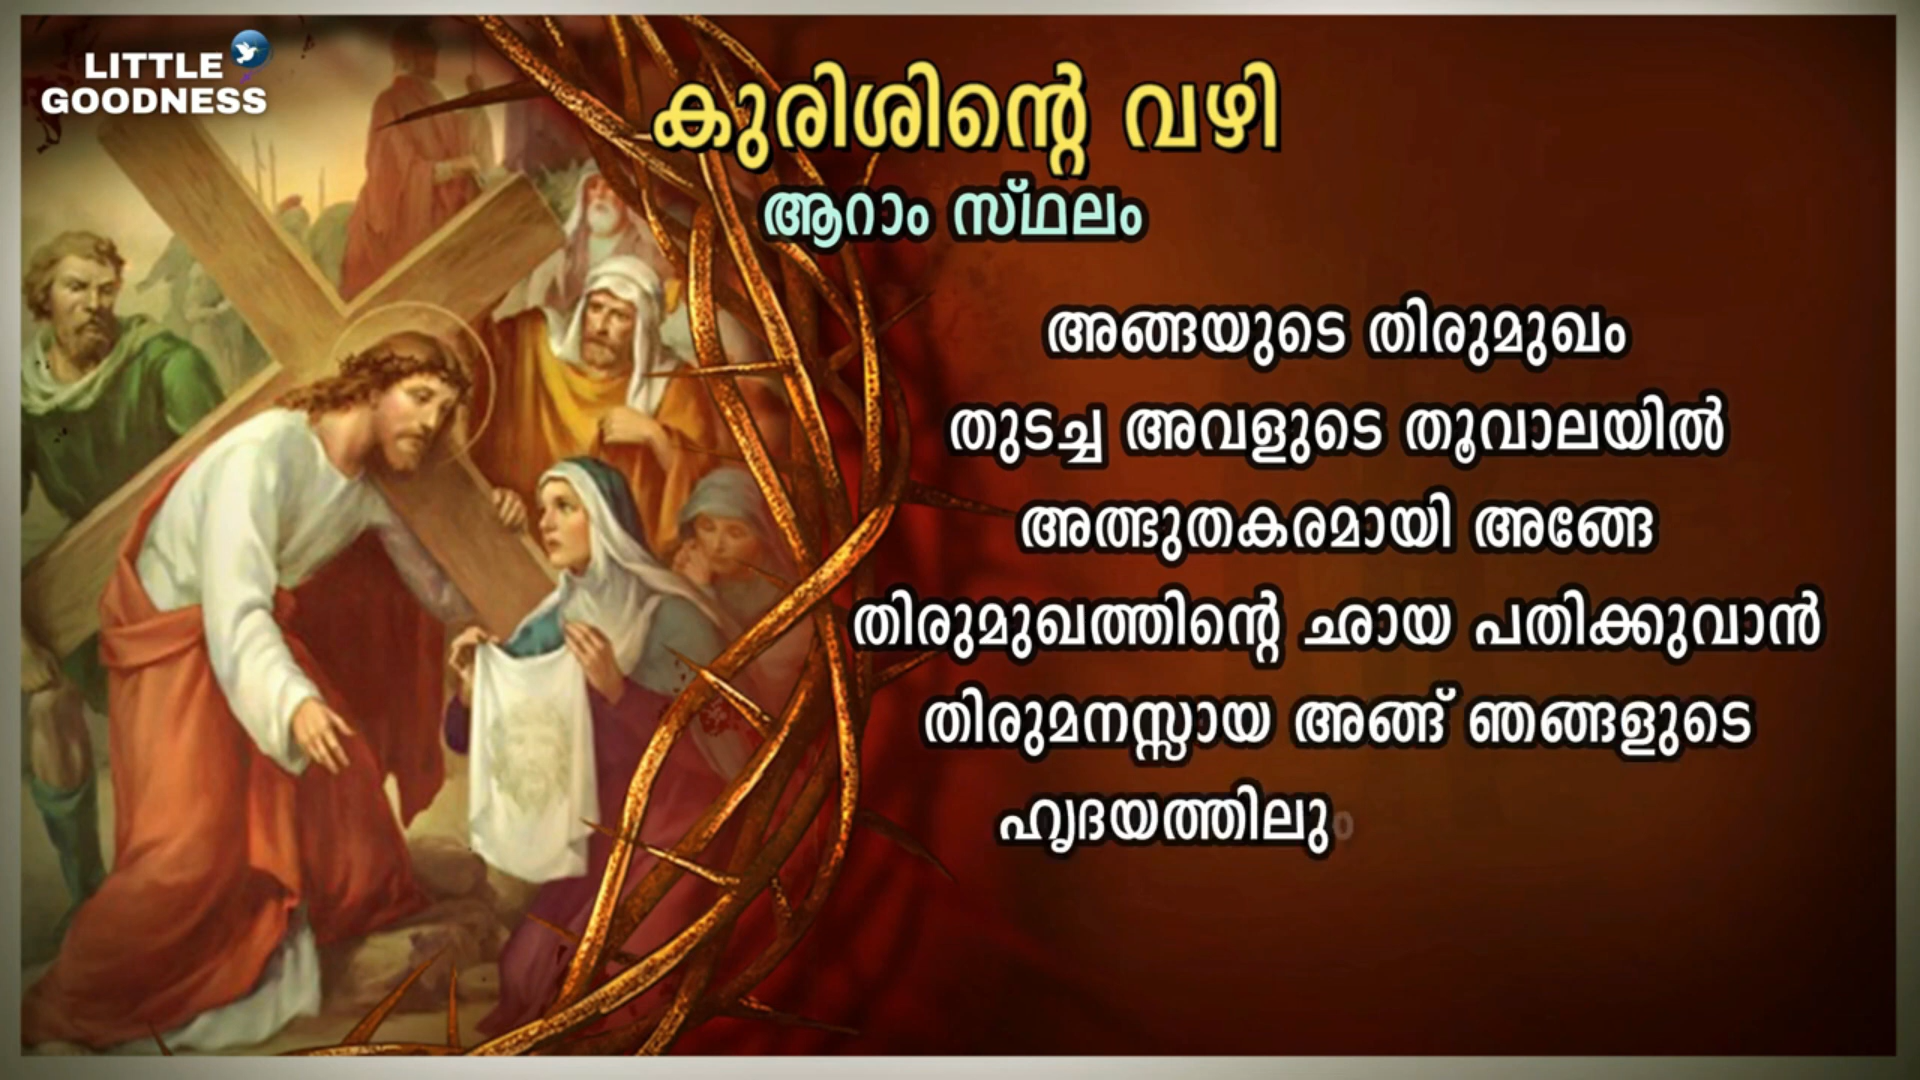 LITTLE
GOODNESS
കുരിശിന്റെ വഴി
ആറാം സ്ഥലം
അങ്ങയുടെ തിരുമുഖം
തുടച്ച അവളുടെ തൂവാലയിൽ
അത്ഭുതകരമായി അങ്ങേ
തിരുമുഖത്തിന്റെ ഛായ പതിക്കുവാൻ
തിരുമനസ്സായ അങ്ങ് ഞങ്ങളുടെ
ഹൃദയത്തിലും